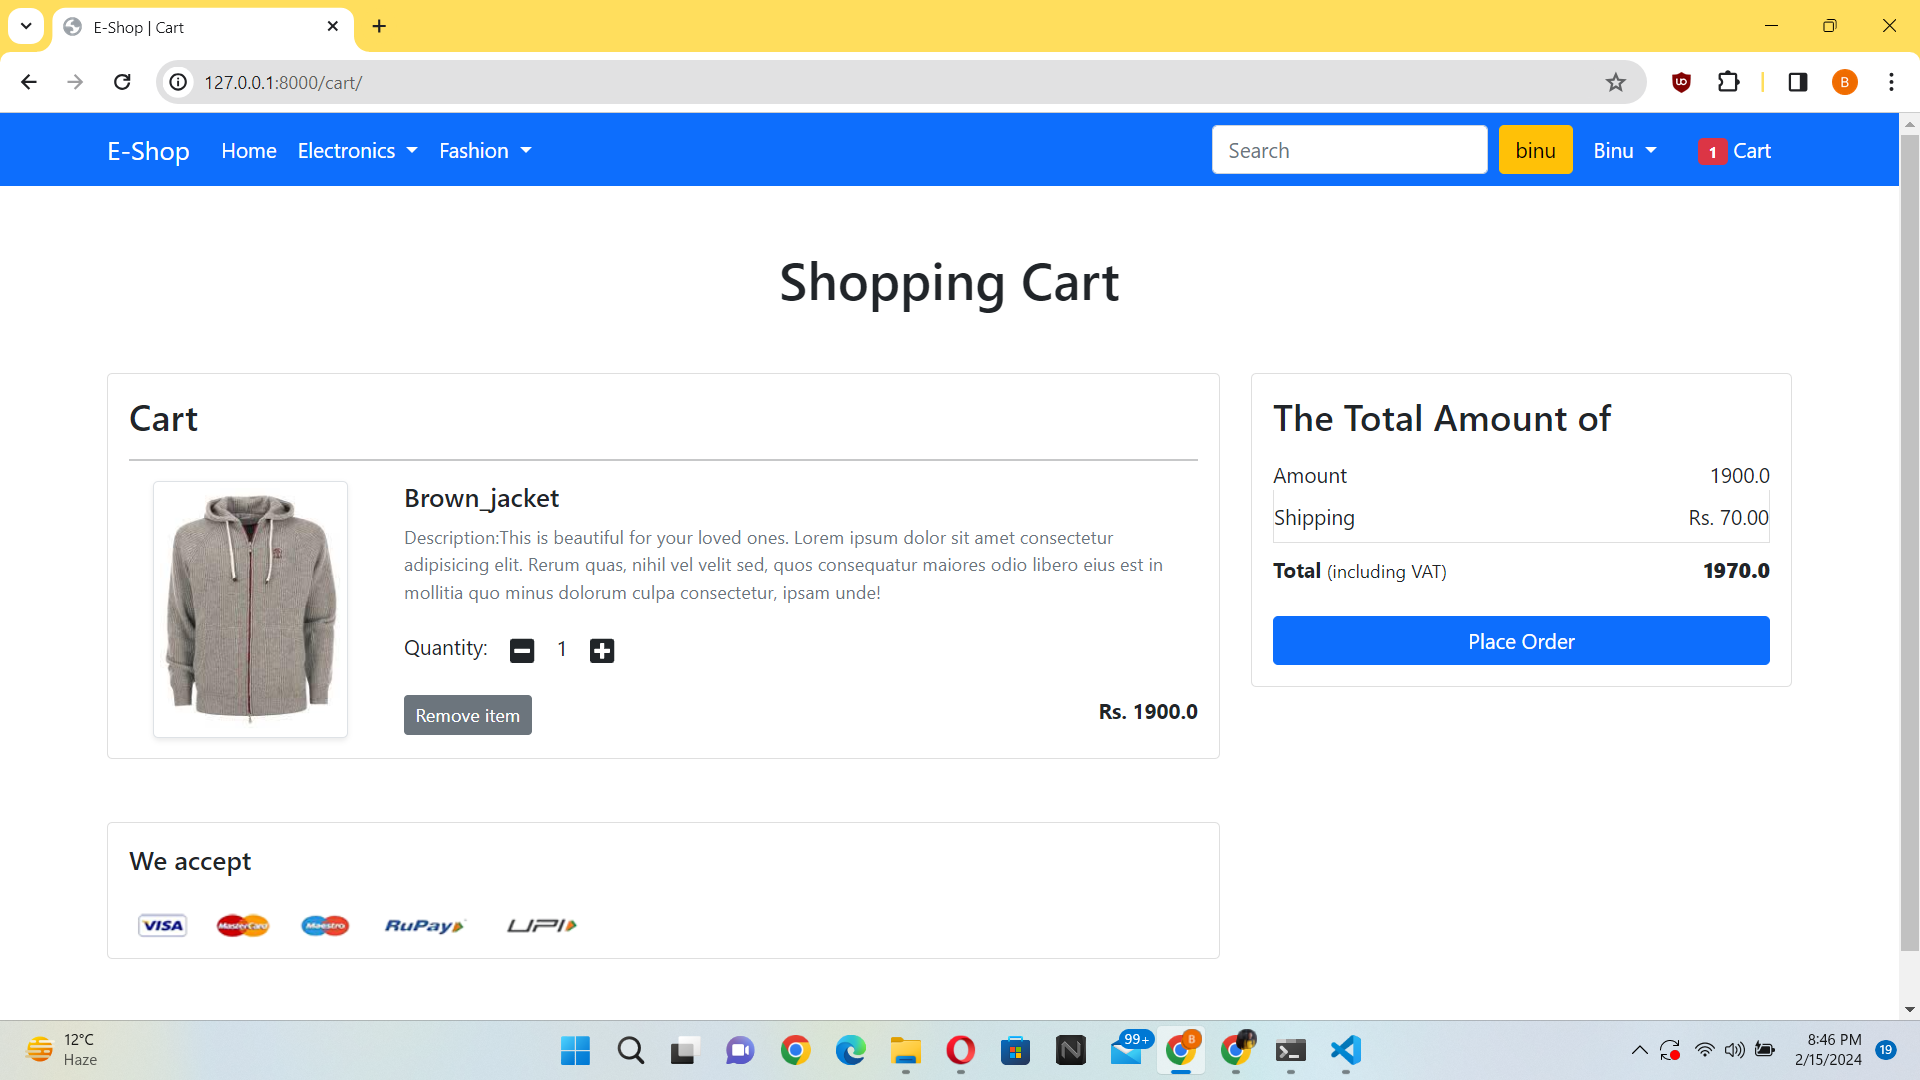 E-Shop | Cart
127.0.0.1:8000/cart/
B
E-Shop Home Electronics Fashion Search binu Binu 1 Cart
Shopping Cart
Cart
Brown_jacket
Description:This is beautiful for your loved ones. Lorem ipsum dolor sit amet consectetur
adipisicing elit. Rerum quas, nihil vel velit sed, quos consequatur maiores odio libero eius est in
mollitia quo minus dolorum culpa consectetur, ipsam unde!
Quantity: 1
Remove item Rs. 1900.0
The Total Amount of
Amount 1900.0
Shipping Rs. 70.00
Total (including VAT) 1970.0
Place Order
We accept
VISA MasterCard Maestro RuPay UPI
12°C
Haze
99+
B
8:46 PM
2/15/2024
19